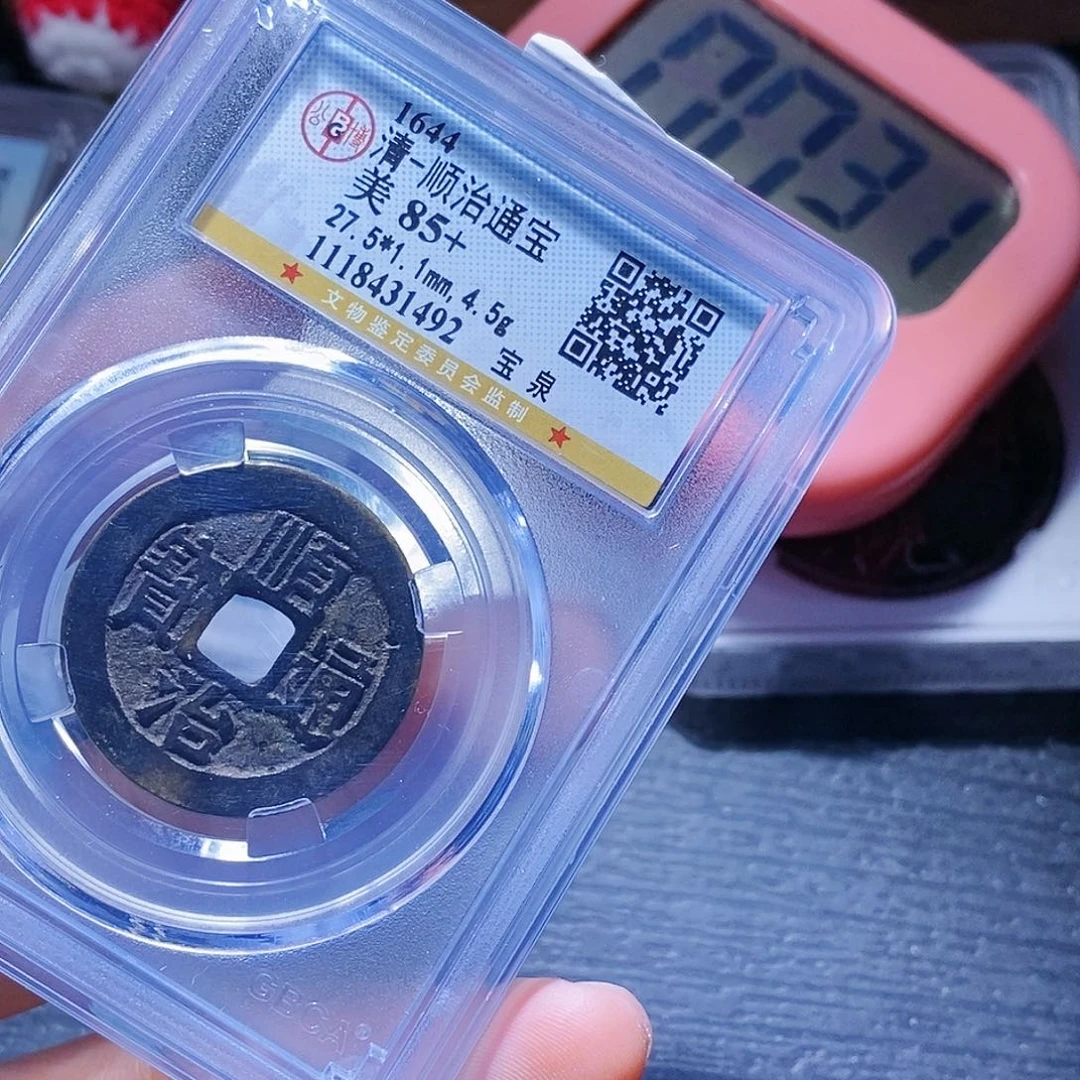 1644
清-顺治通宝
美 85+
27.5*1.1mm, 4.5g
1118431492 宝 泉
★ 文物鉴定委员会监制 ★
順治通寶
GBCA®